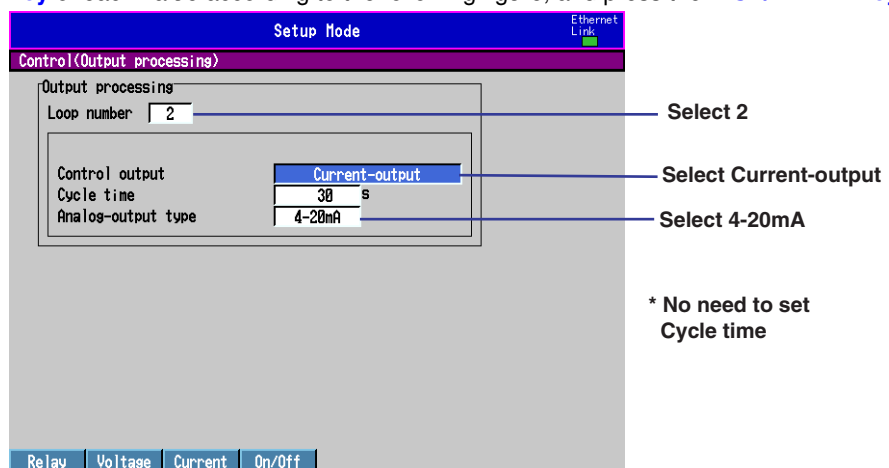 Setup Mode
Ethernet
Link
Control(Output processing)
Output processing
Loop number 2
Select 2
Control output Current-output
Select Current-output
Cycle time 30 s
Analog-output type 4-20mA
Select 4-20mA
* No need to set
Cycle time
Relay Voltage Current On/Off